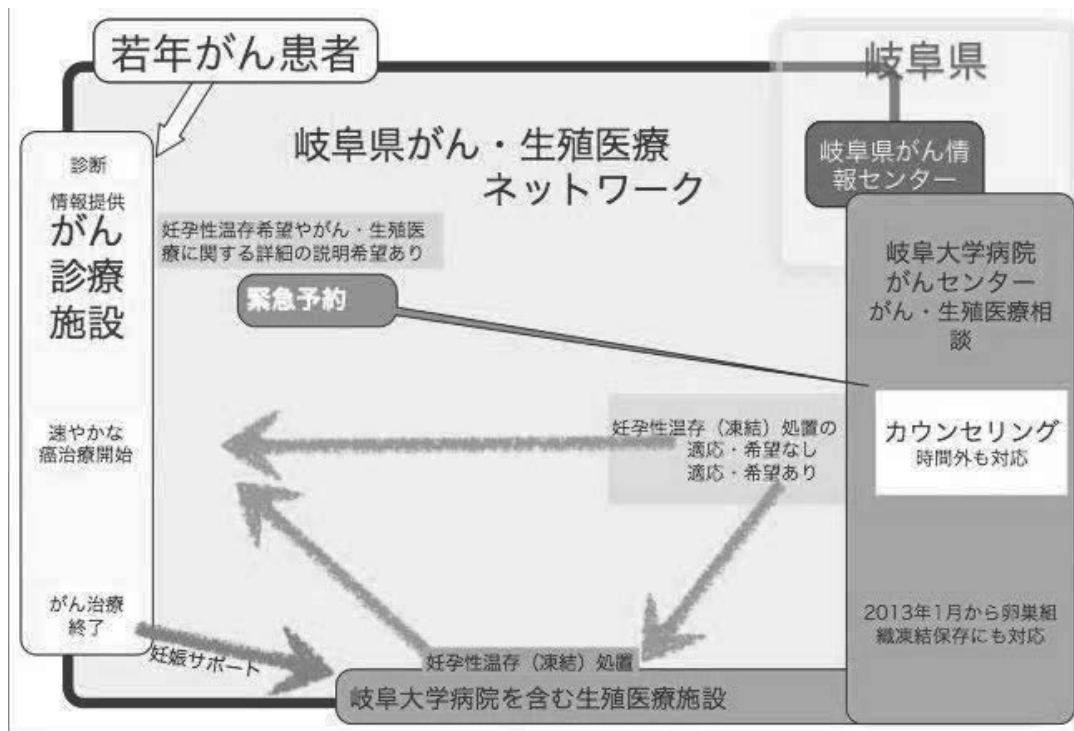 若年がん患者
岐阜県
岐阜県がん・生殖医療
ネットワーク
岐阜県がん情
報センター
診断
情報提供
がん
診療
施設
妊孕性温存希望やがん・生殖医
療に関する詳細の説明希望あり
緊急予約
岐阜大学病院
がんセンター
がん・生殖医療相
談
速やかな
癌治療開始
妊孕性温存（凍結）処置の
適応・希望なし
適応・希望あり
カウンセリング
時間外も対応
がん治療
終了
妊娠サポート
2013年1月から卵巣組
織凍結保存にも対応
妊孕性温存（凍結）処置
岐阜大学病院を含む生殖医療施設